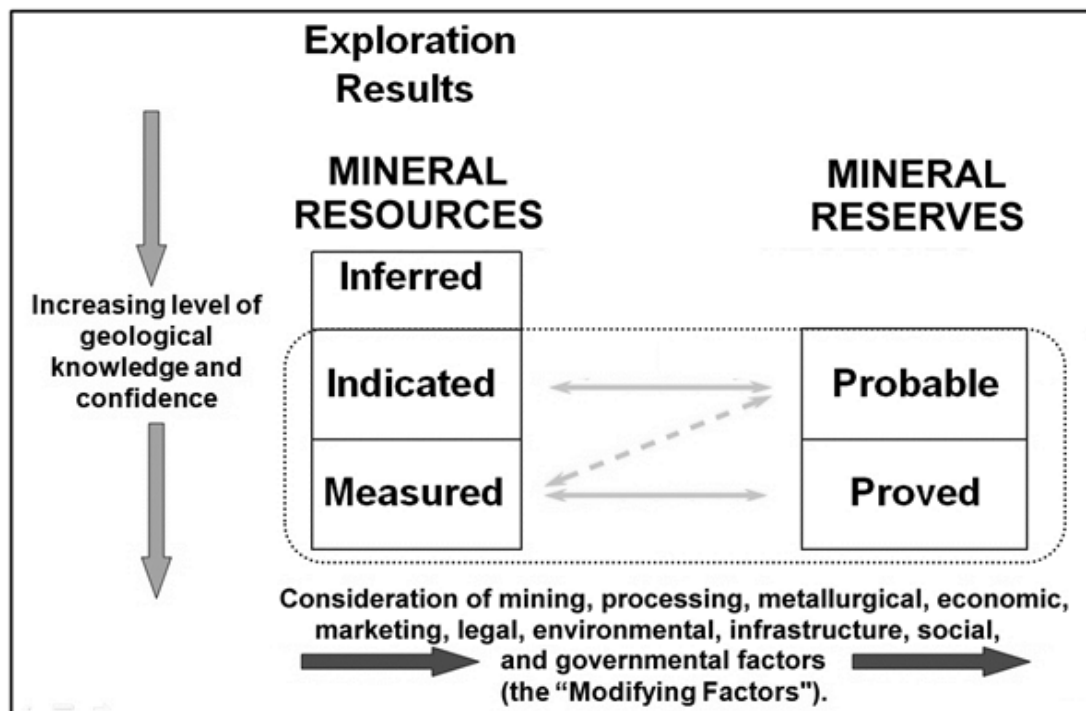 Exploration
Results
MINERAL
RESOURCES
MINERAL
RESERVES
Inferred
Increasing level of
geological
knowledge and
confidence
Indicated
Probable
Measured
Proved
Consideration of mining, processing, metallurgical, economic,
marketing, legal, environmental, infrastructure, social,
and governmental factors
(the “Modifying Factors").